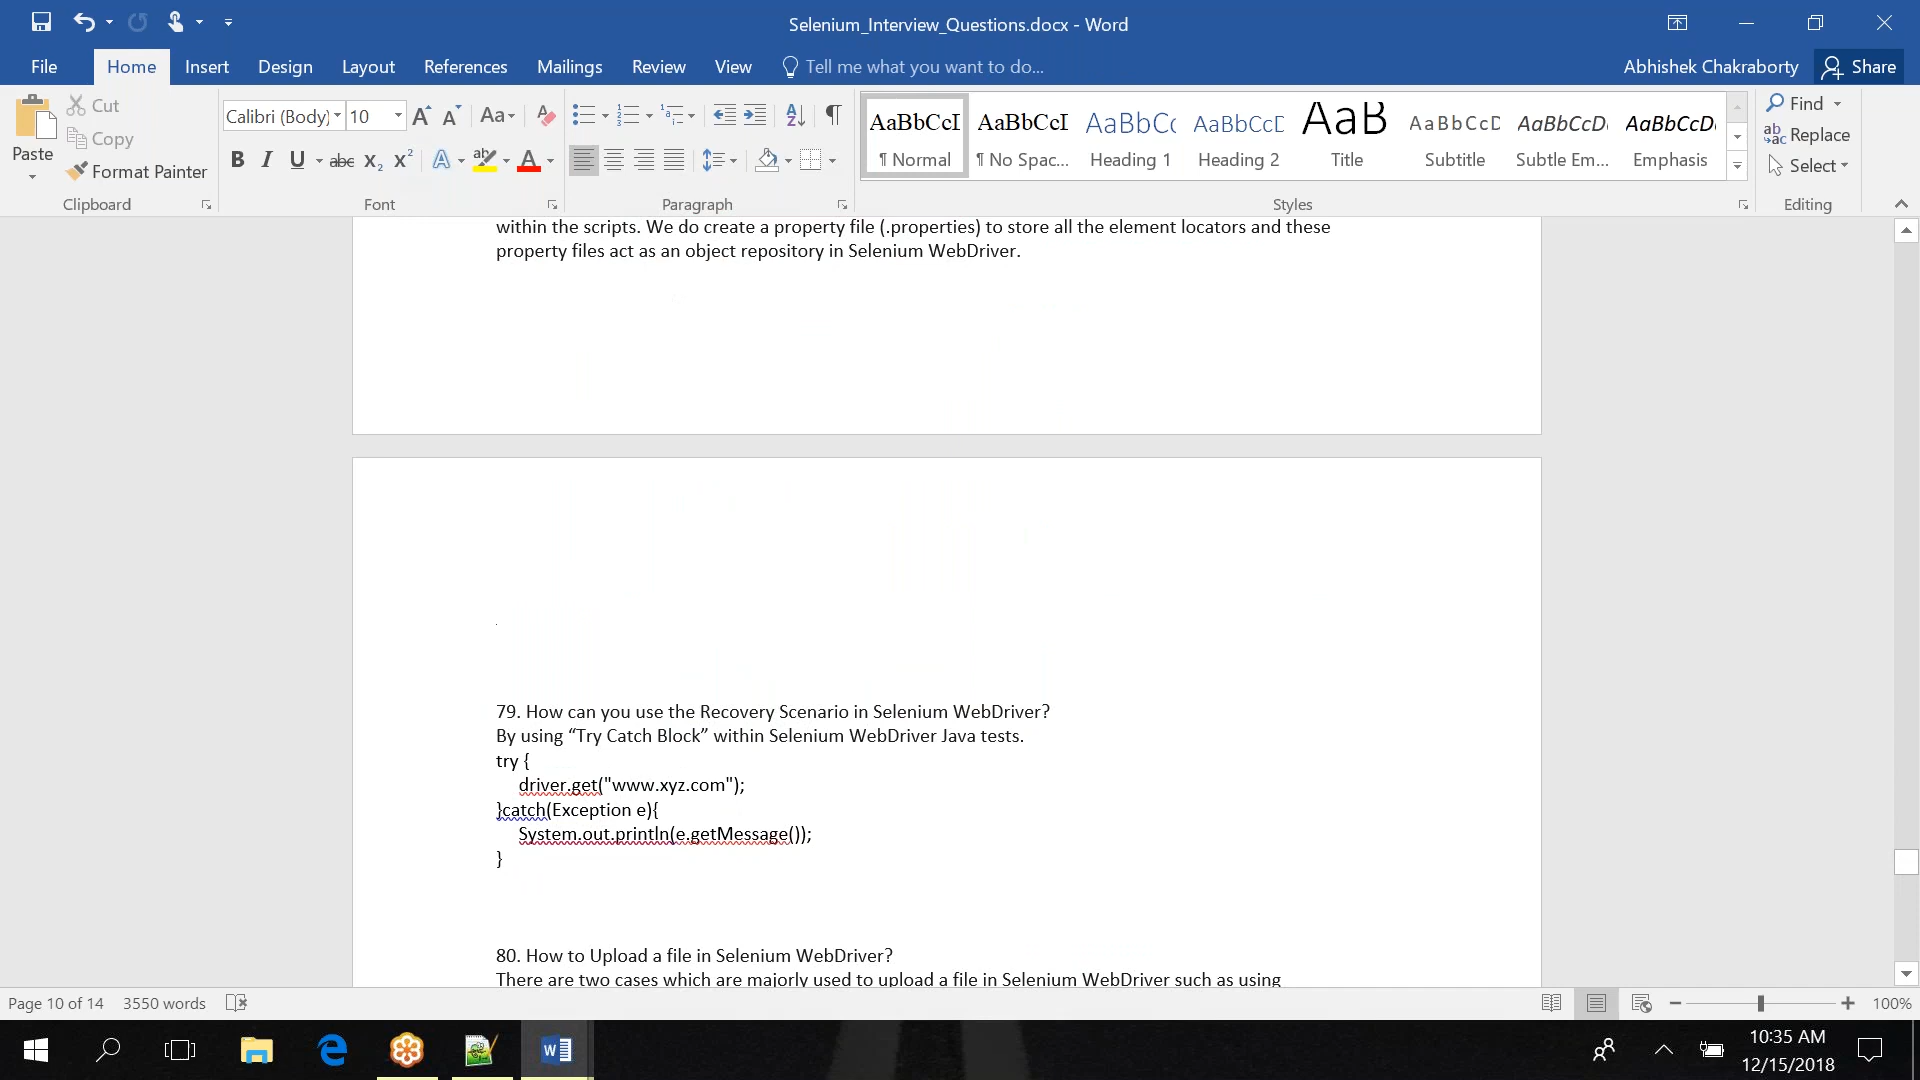 Selenium_Interview_Questions.docx - Word
File Home Insert Design Layout References Mailings Review View Tell me what you want to do... Abhishek Chakraborty Share
Paste
Cut
Copy
Format Painter
Clipboard
Calibri (Body) 10 Aa
B I U abc X2 X2 A ab A
Font
Paragraph
AaBbCcI AaBbCcI AaBbCc AaBbCcD AaB AaBbCcD AaBbCcD AaBbCcD
¶ Normal ¶ No Spac... Heading 1 Heading 2 Title Subtitle Subtle Em... Emphasis
Styles
Find
Replace
Select
Editing
within the scripts. We do create a property file (.properties) to store all the element locators and these
property files act as an object repository in Selenium WebDriver.
.
79. How can you use the Recovery Scenario in Selenium WebDriver?
By using “Try Catch Block” within Selenium WebDriver Java tests.
try {
driver.get("www.xyz.com");
}catch(Exception e){
System.out.println(e.getMessage());
}
80. How to Upload a file in Selenium WebDriver?
There are two cases which are majorly used to upload a file in Selenium WebDriver such as using
Page 10 of 14 3550 words 100%
10:35 AM
12/15/2018